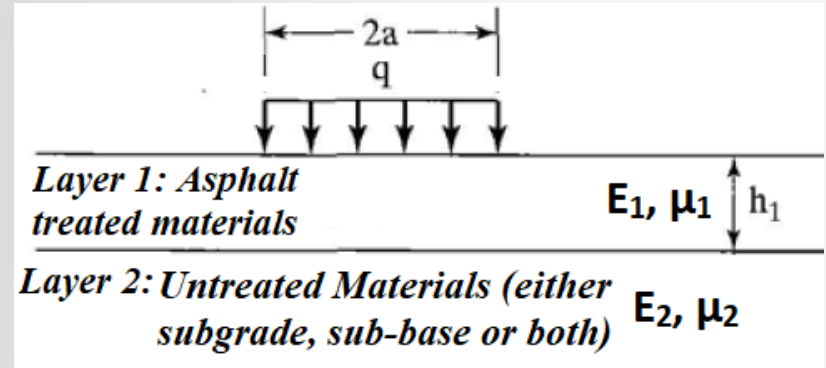 2a
q
Layer 1: Asphalt
treated materials
E₁, μ₁
h₁
Layer 2: Untreated Materials (either
subgrade, sub-base or both)
E₂, μ₂